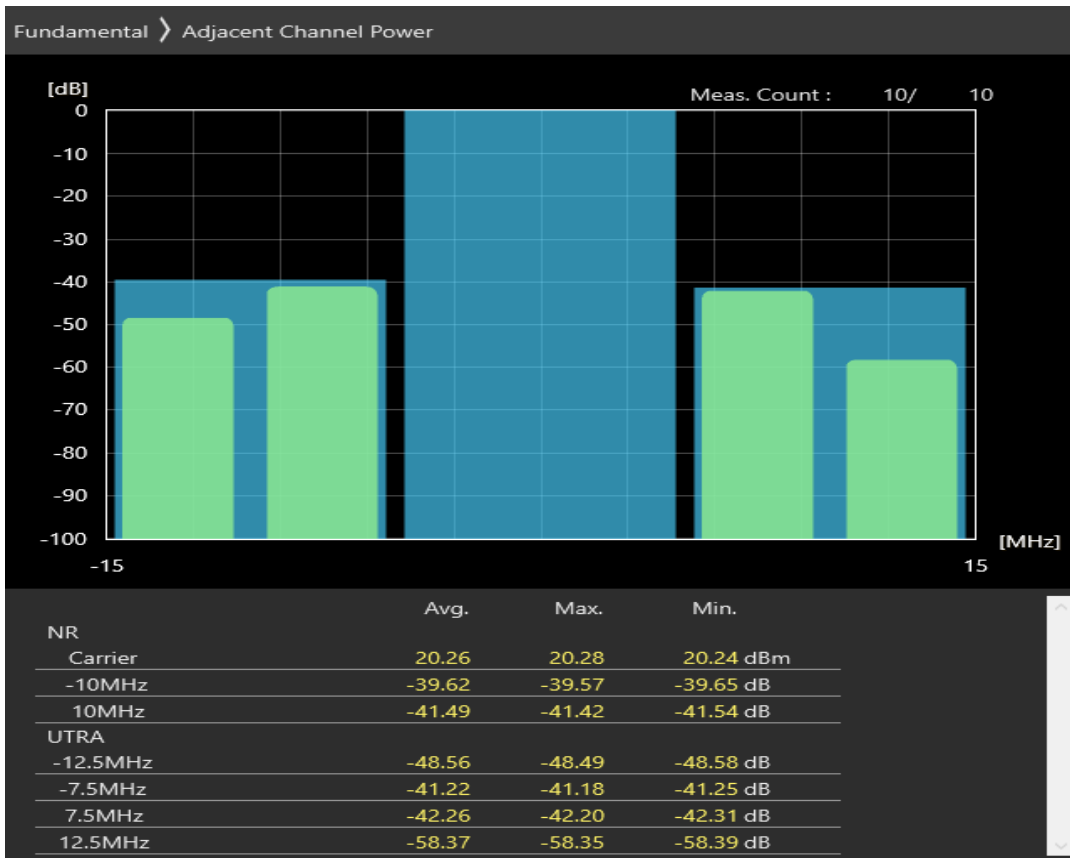 Fundamental 》 Adjacent Channel Power
[dB]
Meas. Count : 10/ 10
0
-10
-20
-30
-40
-50
-60
-70
-80
-90
-100
[MHz]
-15 15
Avg. Max. Min.
NR
Carrier 20.26 20.28 20.24 dBm
-10MHz -39.62 -39.57 -39.65 dB
10MHz -41.49 -41.42 -41.54 dB
UTRA
-12.5MHz -48.56 -48.49 -48.58 dB
-7.5MHz -41.22 -41.18 -41.25 dB
7.5MHz -42.26 -42.20 -42.31 dB
12.5MHz -58.37 -58.35 -58.39 dB